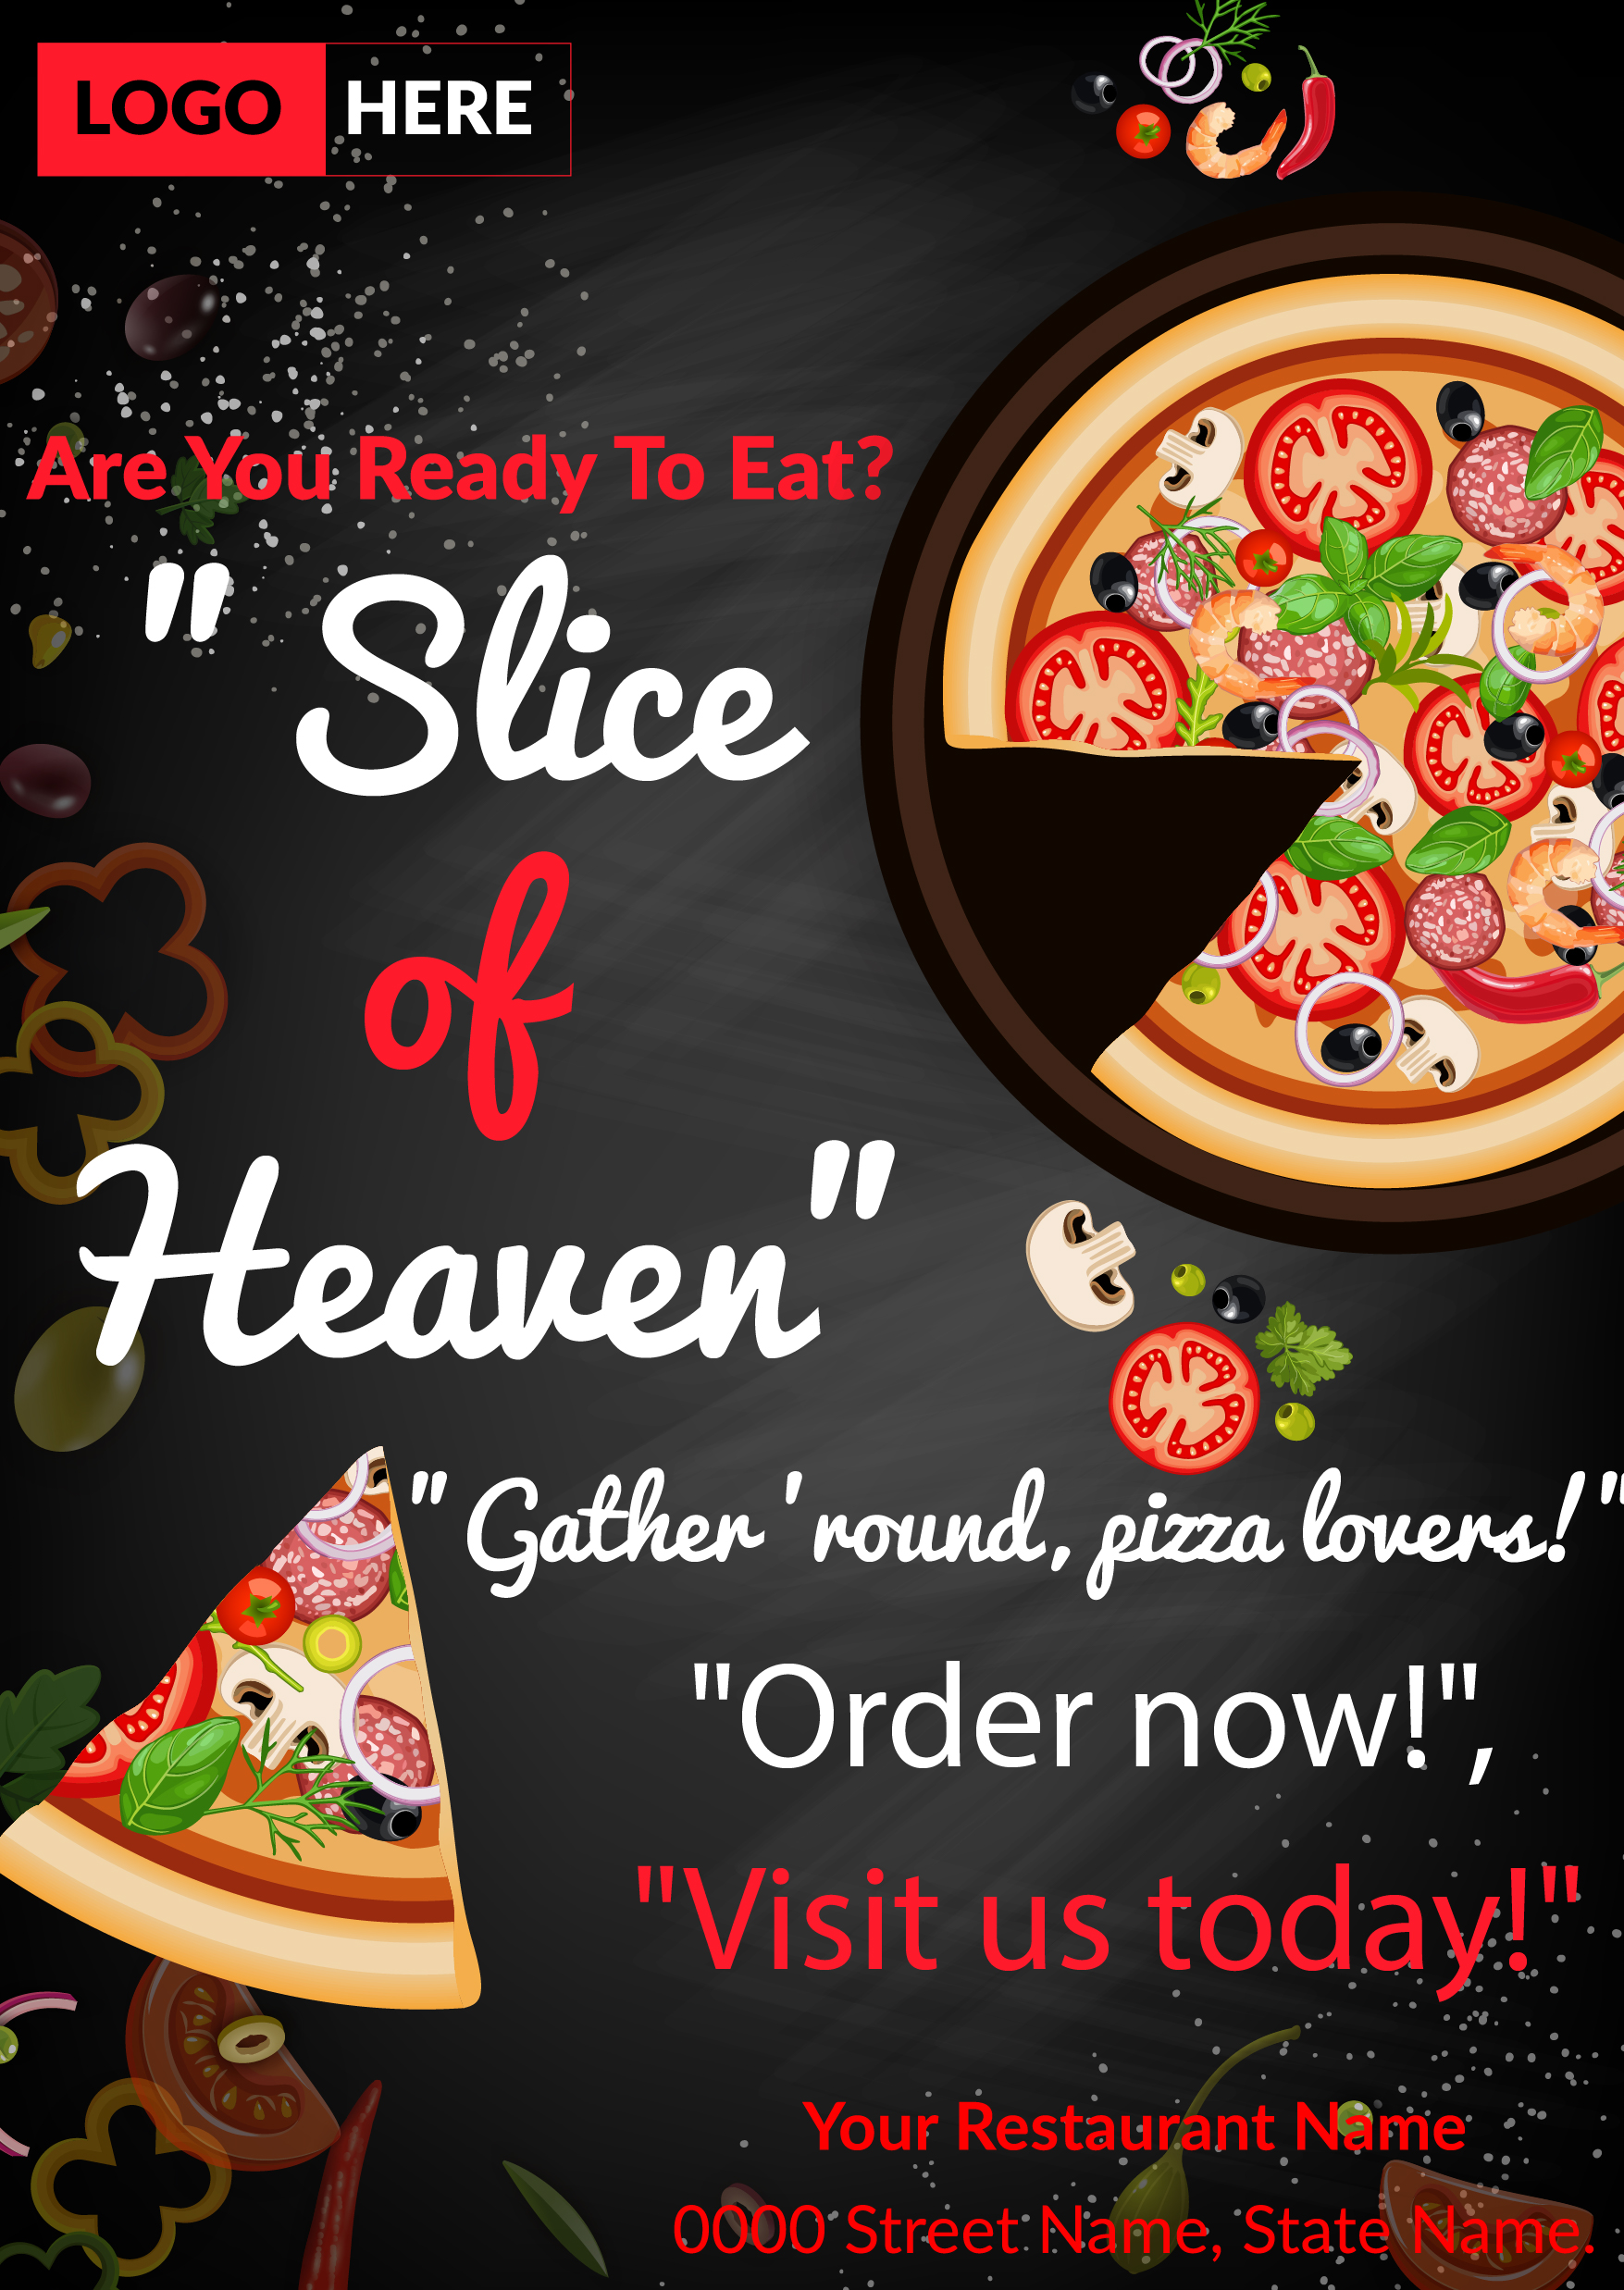 LOGO HERE
Are You Ready To Eat?
" Slice
of
Heaven"
"Gather 'round, pizza lovers!"
"Order now!",
"Visit us today!"
Your Restaurant Name
0000 Street Name, State Name.